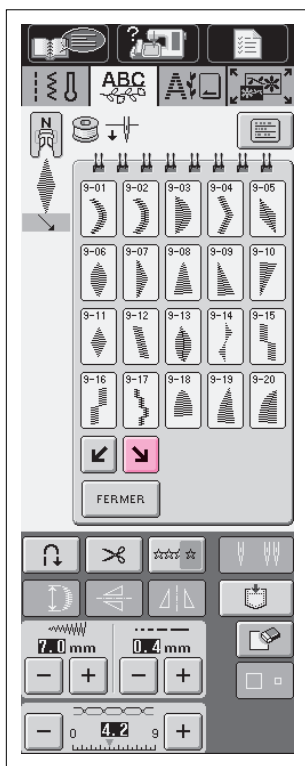 ?
ABC
A
N
9-01 9-02 9-03 9-04 9-05
9-06 9-07 9-08 9-09 9-10
9-11 9-12 9-13 9-14 9-15
9-16 9-17 9-18 9-19 9-20
FERMER
7.0 mm 0.4 mm
− + − +
− 0 4.2 9 +